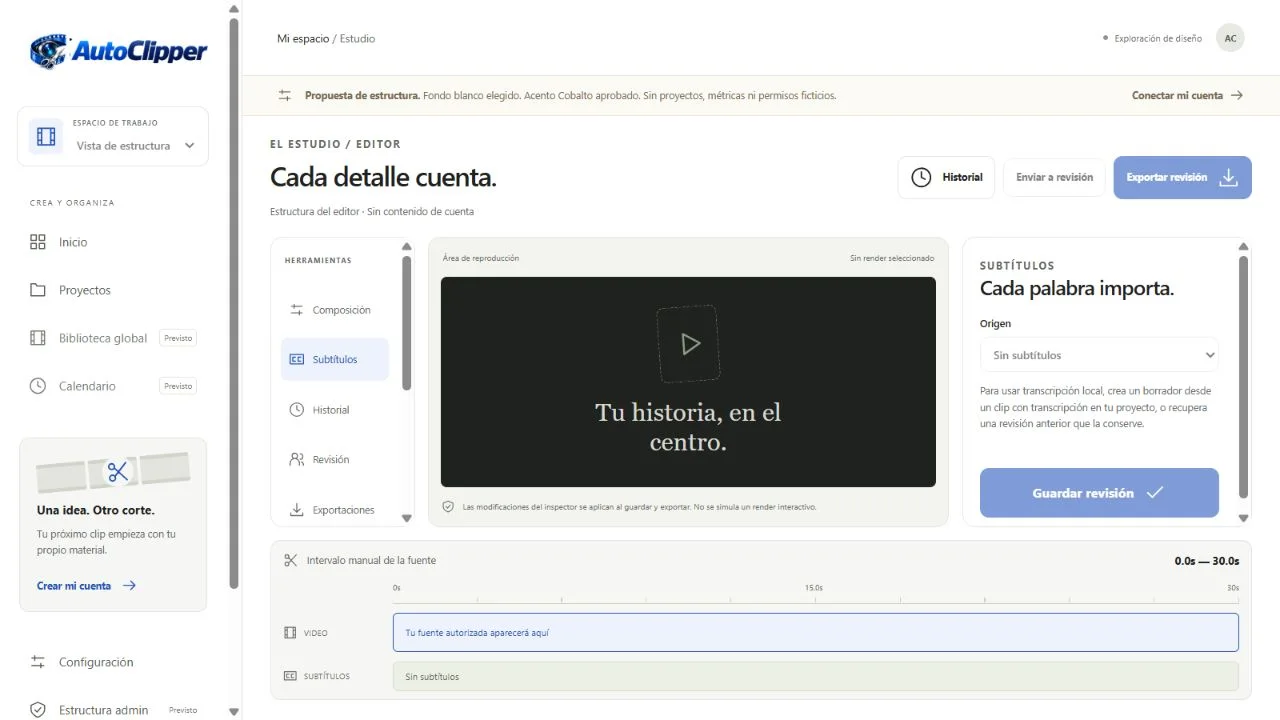 AutoClipper
ESPACIO DE TRABAJO
Vista de estructura
CREA Y ORGANIZA
Inicio
Proyectos
Biblioteca global Previsto
Calendario Previsto
Una idea. Otro corte.
Tu próximo clip empieza con tu
propio material.
Crear mi cuenta
Configuración
Estructura admin Previsto
Mi espacio / Estudio
Exploración de diseño AC
Propuesta de estructura. Fondo blanco elegido. Acento Cobalto aprobado. Sin proyectos, métricas ni permisos ficticios.
Conectar mi cuenta
EL ESTUDIO / EDITOR
Cada detalle cuenta.
Estructura del editor · Sin contenido de cuenta
Historial
Enviar a revisión
Exportar revisión
HERRAMIENTAS
Composición
CC Subtítulos
Historial
Revisión
Exportaciones
Área de reproducción
Sin render seleccionado
Tu historia, en el
centro.
Las modificaciones del inspector se aplican al guardar y exportar. No se simula un render interactivo.
SUBTÍTULOS
Cada palabra importa.
Origen
Sin subtítulos
Para usar transcripción local, crea un borrador desde
un clip con transcripción en tu proyecto, o recupera
una revisión anterior que la conserve.
Guardar revisión
Intervalo manual de la fuente
0.0s — 30.0s
0s 15.0s 30s
VIDEO
Tu fuente autorizada aparecerá aquí
CC SUBTÍTULOS
Sin subtítulos